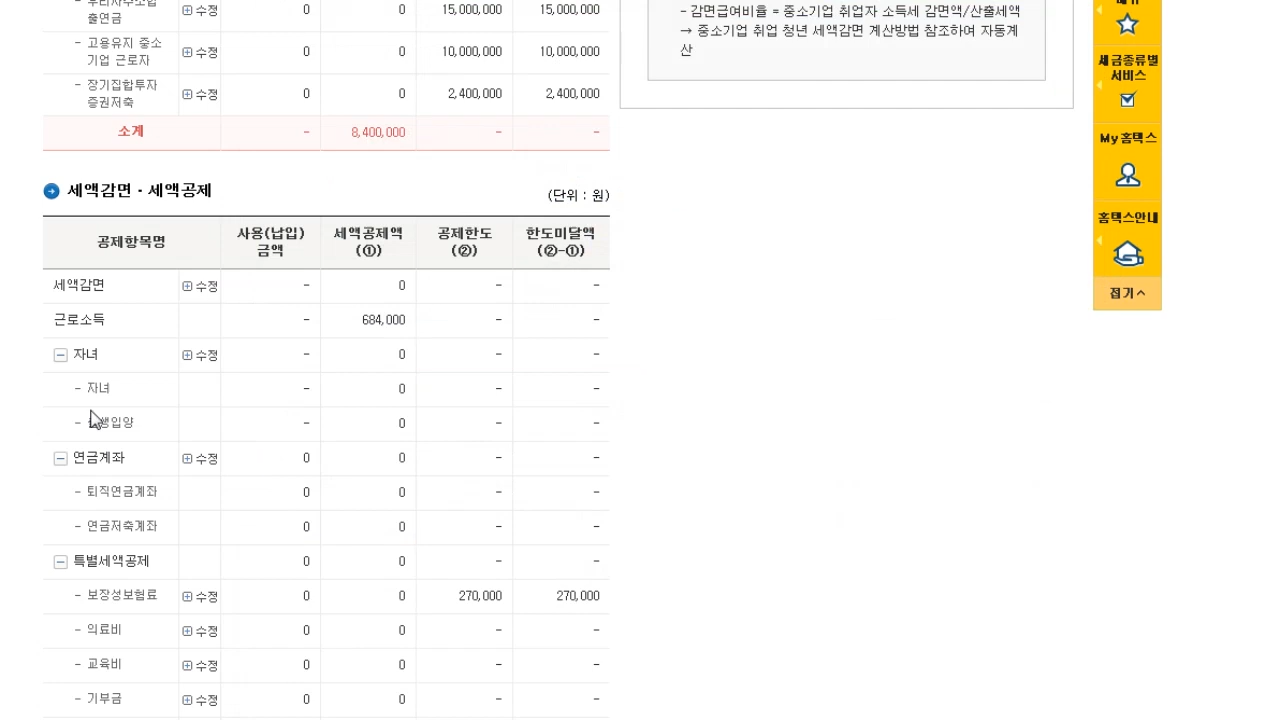 출연금 수정 0 0 15,000,000 15,000,000
- 고용유지 중소
기업 근로자 수정 0 0 10,000,000 10,000,000
- 장기집합투자
증권저축 수정 0 0 2,400,000 2,400,000
소계 - 8,400,000 - -
세액감면 · 세액공제 (단위 : 원)
공제항목명 사용(납입) 금액 세액공제액 (①) 공제한도 (②) 한도미달액 (②-①)
세액감면 수정 - 0 - -
근로소득 - 684,000 - -
자녀 수정 - 0 - -
- 자녀 - 0 - -
- 생입양 - 0 - -
연금계좌 수정 0 0 - -
- 퇴직연금계좌 0 0 - -
- 연금저축계좌 0 0 - -
특별세액공제 0 0 - -
- 보장성보험료 수정 0 0 270,000 270,000
- 의료비 수정 0 0 - -
- 교육비 수정 0 0 - -
- 기부금 수정 0 0 - -
- 감면급여비율 = 중소기업 취업자 소득세 감면액/산출세액
→ 중소기업 취업 청년 세액감면 계산방법 참조하여 자동계
산
세금종류별
서비스
My홈택스
홈택스안내
접기